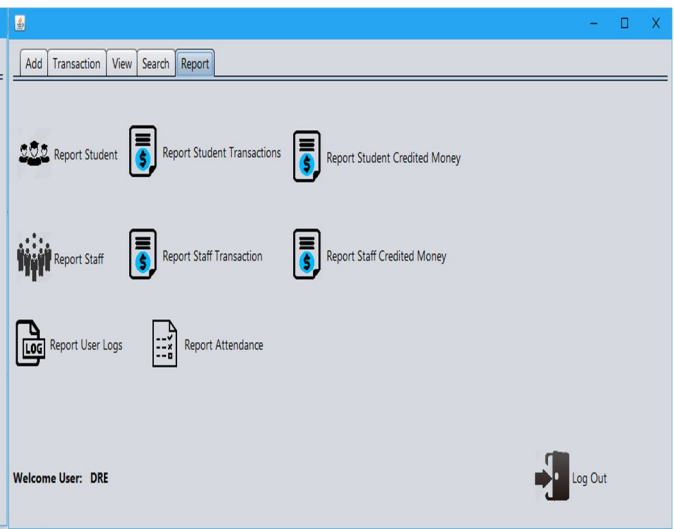 Add Transaction View Search Report
Report Student Report Student Transactions Report Student Credited Money
Report Staff Report Staff Transaction Report Staff Credited Money
LOG Report User Logs Report Attendance
Welcome User: DRE Log Out